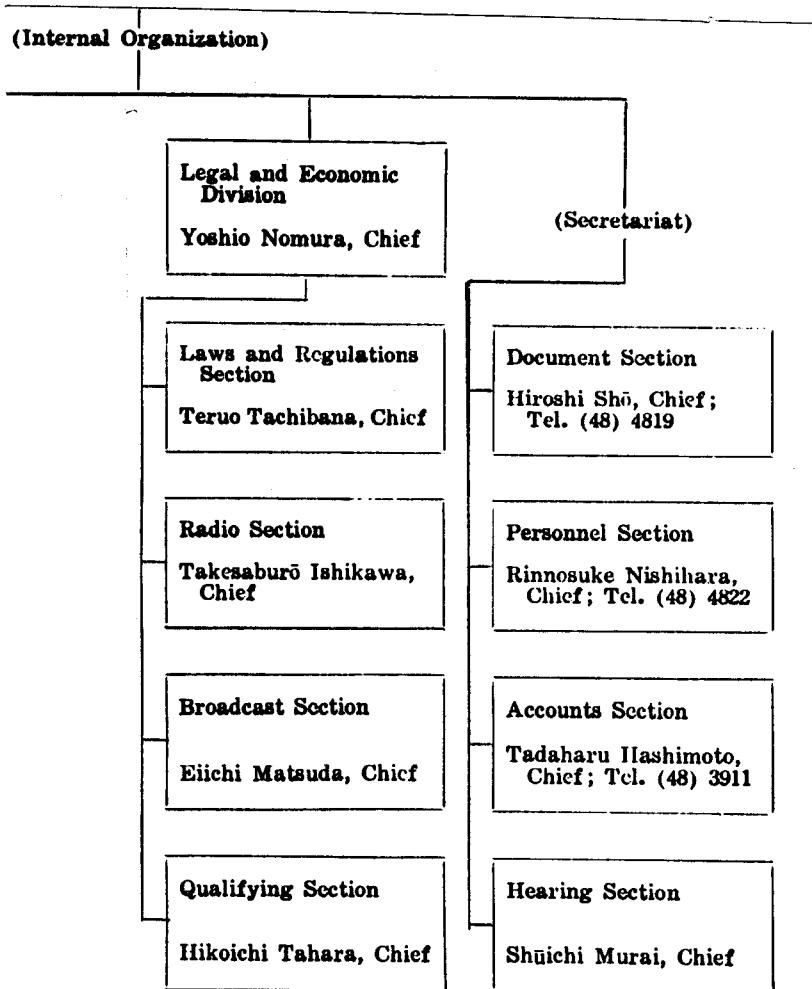 (Internal Organization)
Legal and Economic
Division
Yoshio Nomura, Chief
(Secretariat)
Laws and Regulations
Section
Teruo Tachibana, Chief
Radio Section
Takesaburō Ishikawa,
Chief
Broadcast Section
Eiichi Matsuda, Chief
Qualifying Section
Hikoichi Tahara, Chief
Document Section
Hiroshi Shō, Chief;
Tel. (48) 4819
Personnel Section
Rinnosuke Nishihara,
Chief; Tel. (48) 4822
Accounts Section
Tadaharu Hashimoto,
Chief; Tel. (48) 3911
Hearing Section
Shūichi Murai, Chief